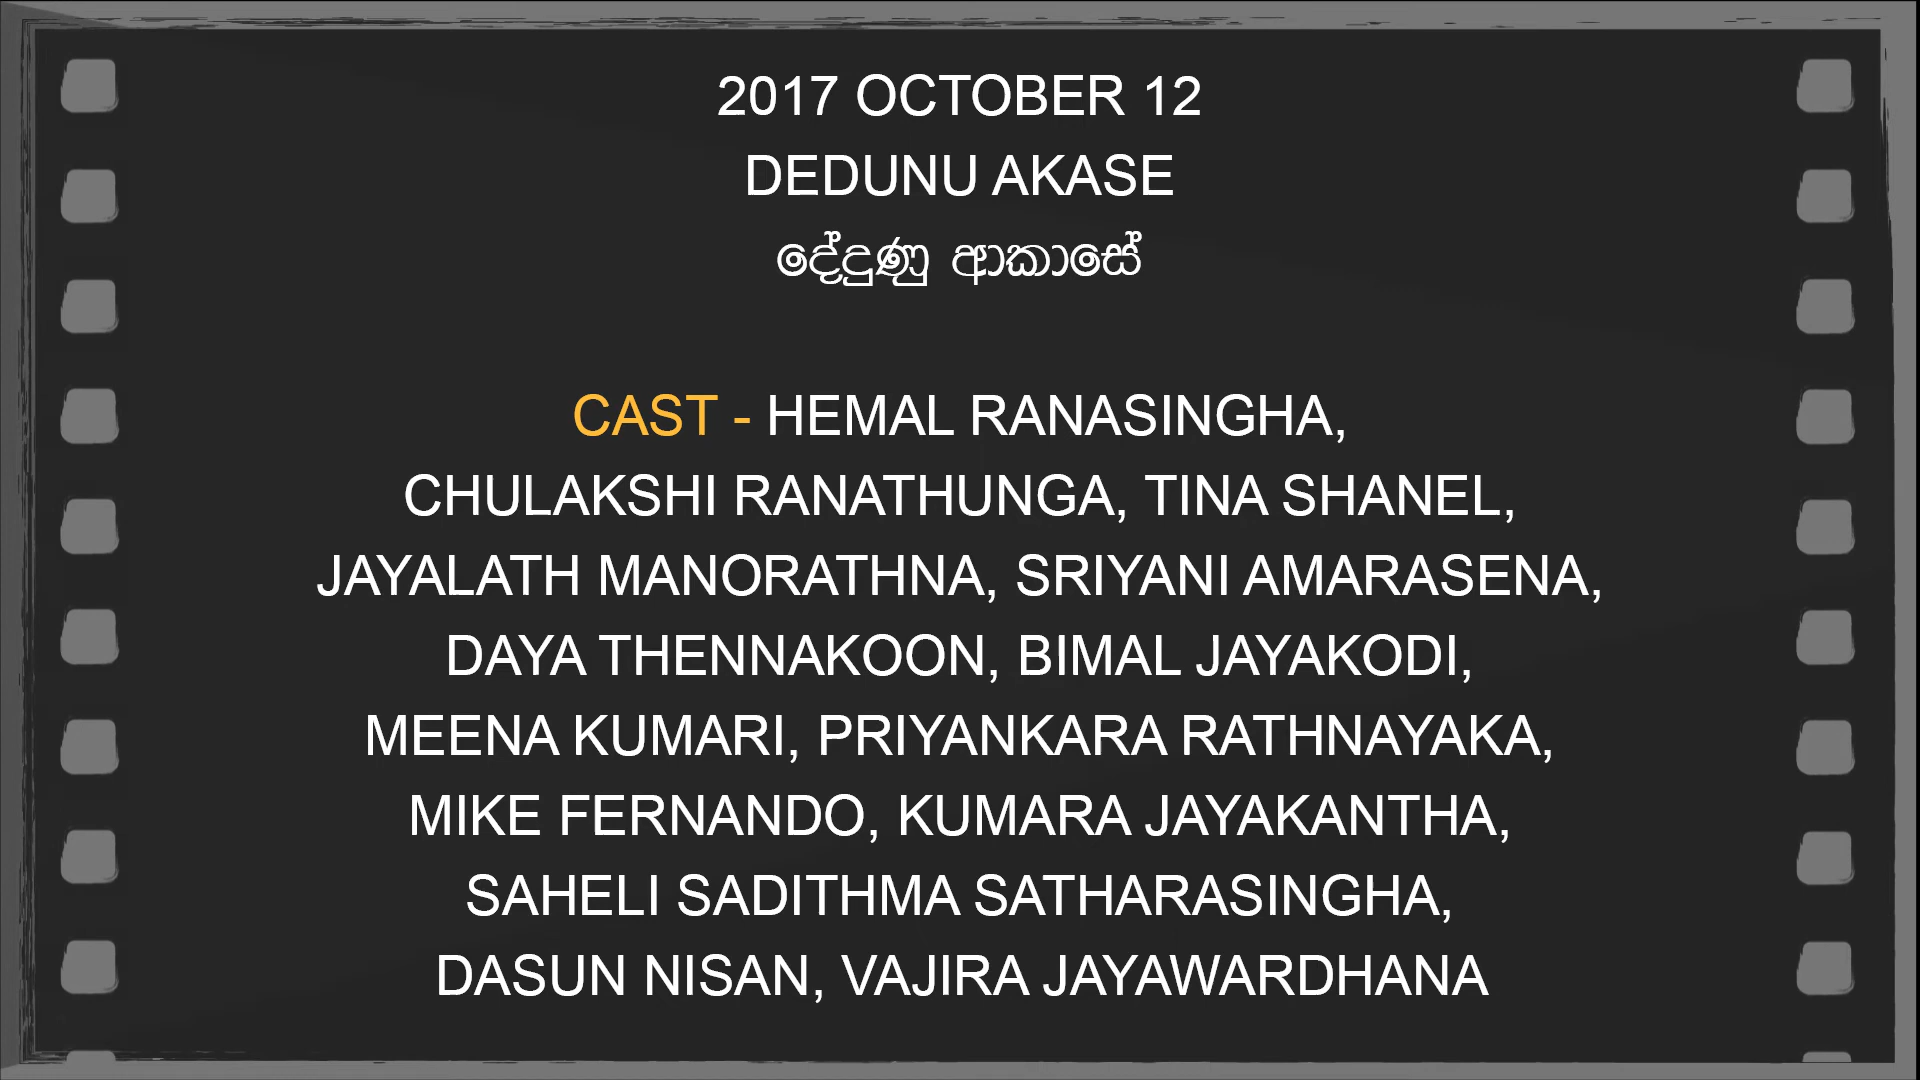 2017 OCTOBER 12
DEDUNU AKASE
දේදුණු ආකාසේ
CAST - HEMAL RANASINGHA,
CHULAKSHI RANATHUNGA, TINA SHANEL,
JAYALATH MANORATHNA, SRIYANI AMARASENA,
DAYA THENNAKOON, BIMAL JAYAKODI,
MEENA KUMARI, PRIYANKARA RATHNAYAKA,
MIKE FERNANDO, KUMARA JAYAKANTHA,
SAHELI SADITHMA SATHARASINGHA,
DASUN NISAN, VAJIRA JAYAWARDHANA